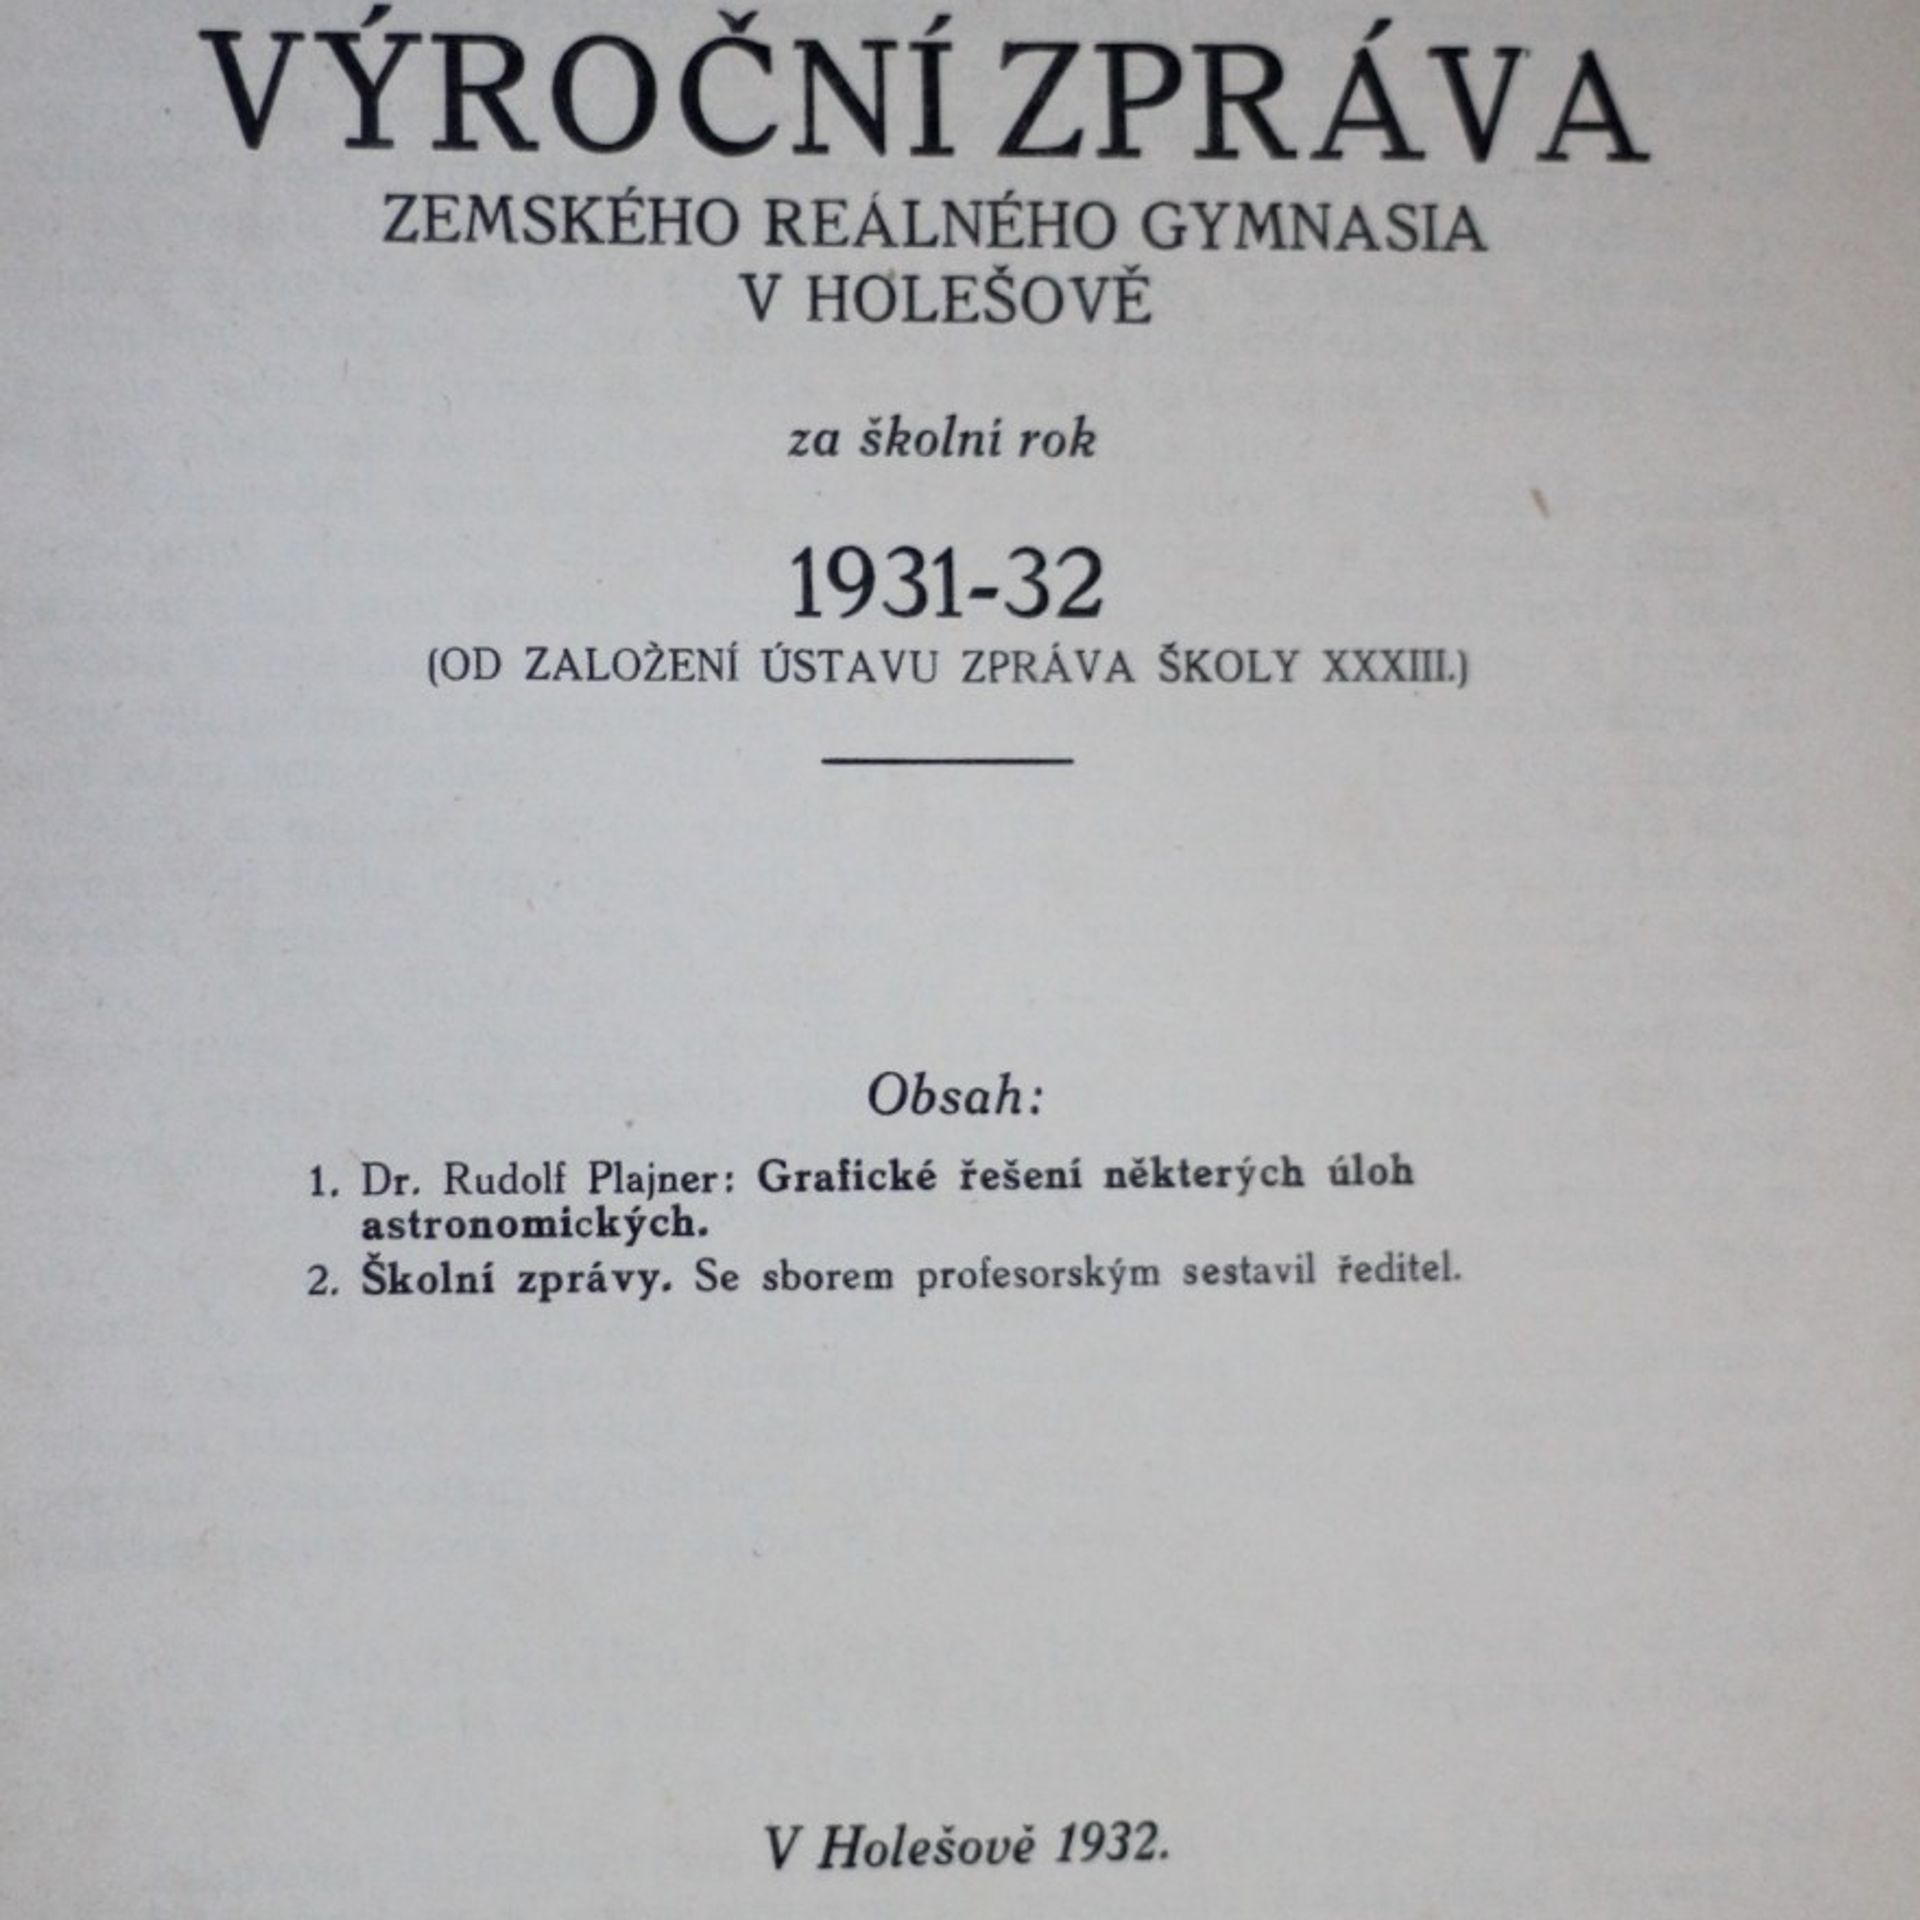 VÝROČNÍ ZPRÁVA
ZEMSKÉHO REÁLNÉHO GYMNASIA
V HOLEŠOVĚ
za školní rok
1931-32
(OD ZALOŽENÍ ÚSTAVU ZPRÁVA ŠKOLY XXXIII.)
Obsah:
1. Dr. Rudolf Plajner: Grafické řešení některých úloh
astronomických.
2. Školní zprávy. Se sborem profesorským sestavil ředitel.
V Holešově 1932.